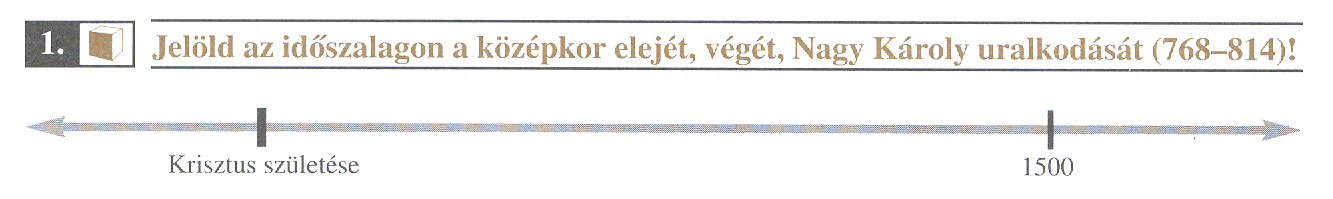 1. Jelöld az időszalagon a középkor elejét, végét, Nagy Károly uralkodását (768–814)!
Krisztus születése 1500